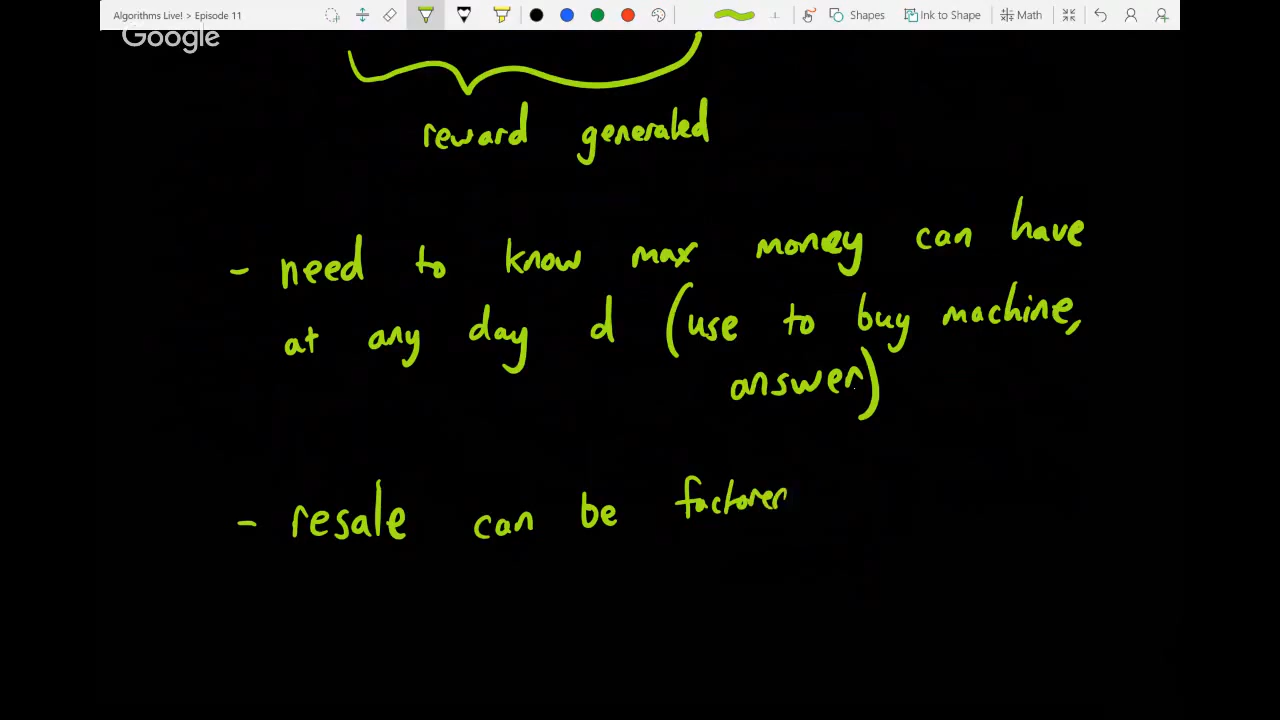 Algorithms Live! > Episode 11
Shapes
Ink to Shape
Math
Google
reward generated
- need to know max money can have
at any day d (use to buy machine,
answer)
- resale can be factorer